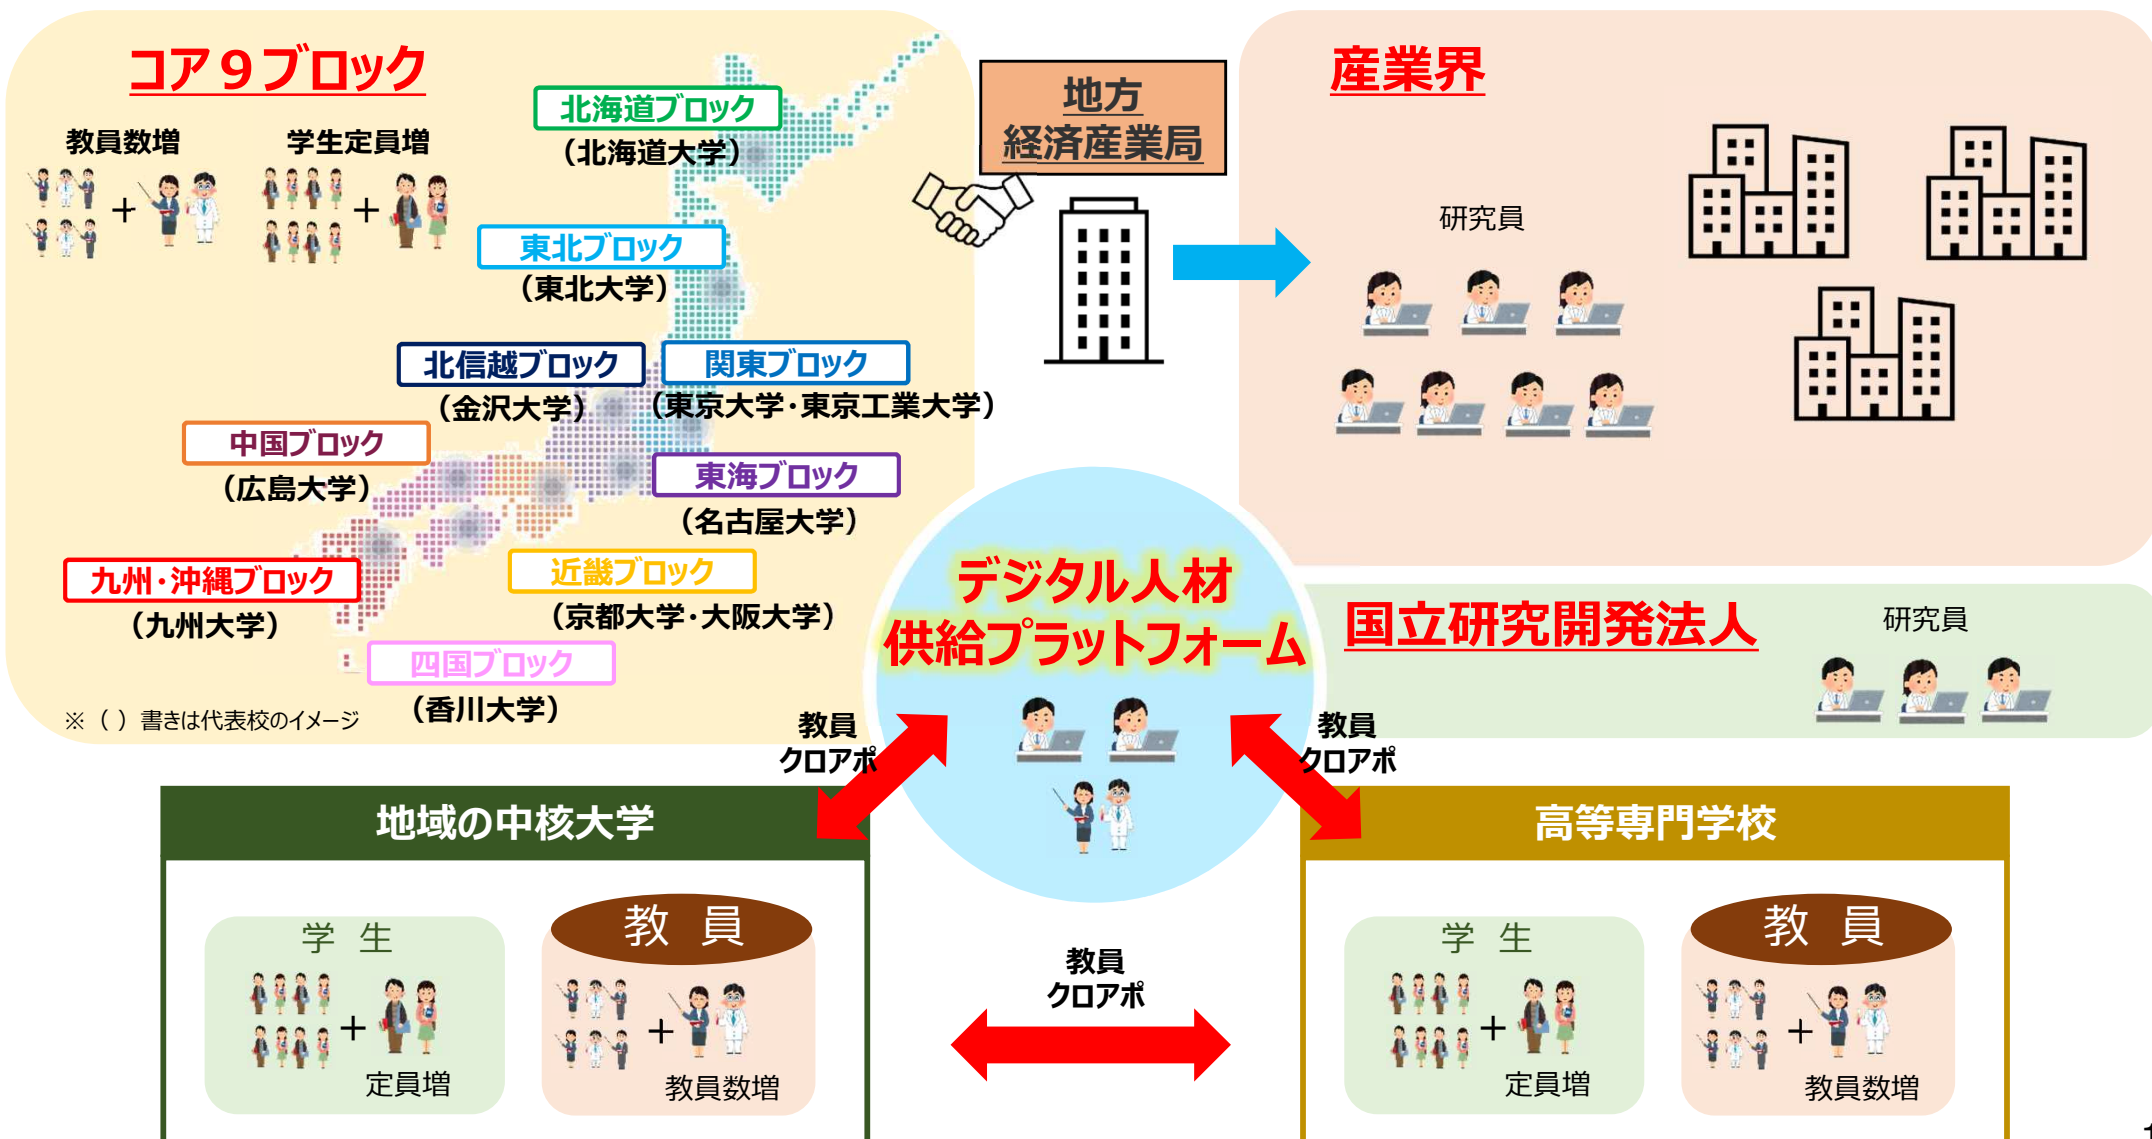 コア９ブロック
教員数増
学生定員増
北海道ブロック
（北海道大学）
東北ブロック
（東北大学）
北信越ブロック
（金沢大学）
関東ブロック
（東京大学・東京工業大学）
中国ブロック
（広島大学）
東海ブロック
（名古屋大学）
九州・沖縄ブロック
（九州大学）
近畿ブロック
（京都大学・大阪大学）
四国ブロック
（香川大学）
※（ ）書きは代表校のイメージ
地方
経済産業局
産業界
研究員
デジタル人材
供給プラットフォーム
国立研究開発法人
研究員
教員
クロアポ
教員
クロアポ
地域の中核大学
学 生
＋
定員増
教 員
＋
教員数増
教員
クロアポ
高等専門学校
学 生
＋
定員増
教 員
＋
教員数増